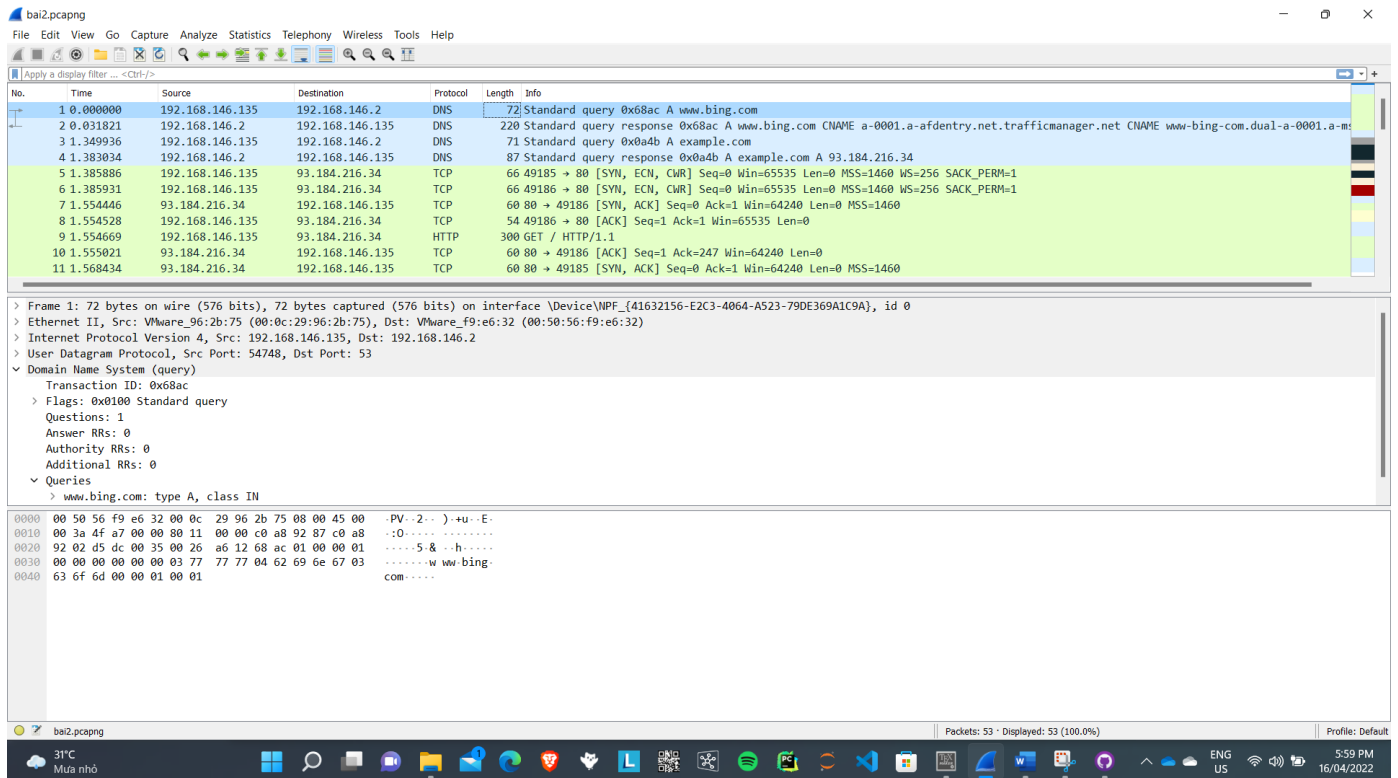 bai2.pcapng
File Edit View Go Capture Analyze Statistics Telephony Wireless Tools Help
Apply a display filter ... <Ctrl-/>
No. Time Source Destination Protocol Length Info
1 0.000000 192.168.146.135 192.168.146.2 DNS 72 Standard query 0x68ac A www.bing.com
2 0.031821 192.168.146.2 192.168.146.135 DNS 220 Standard query response 0x68ac A www.bing.com CNAME a-0001.a-afdentry.net.trafficmanager.net CNAME www-bing-com.dual-a-0001.a-ms
3 1.349936 192.168.146.135 192.168.146.2 DNS 71 Standard query 0x0a4b A example.com
4 1.383034 192.168.146.2 192.168.146.135 DNS 87 Standard query response 0x0a4b A example.com A 93.184.216.34
5 1.385886 192.168.146.135 93.184.216.34 TCP 66 49185 → 80 [SYN, ECN, CWR] Seq=0 Win=65535 Len=0 MSS=1460 WS=256 SACK_PERM=1
6 1.385931 192.168.146.135 93.184.216.34 TCP 66 49186 → 80 [SYN, ECN, CWR] Seq=0 Win=65535 Len=0 MSS=1460 WS=256 SACK_PERM=1
7 1.554446 93.184.216.34 192.168.146.135 TCP 60 80 → 49186 [SYN, ACK] Seq=0 Ack=1 Win=64240 Len=0 MSS=1460
8 1.554528 192.168.146.135 93.184.216.34 TCP 54 49186 → 80 [ACK] Seq=1 Ack=1 Win=65535 Len=0
9 1.554669 192.168.146.135 93.184.216.34 HTTP 300 GET / HTTP/1.1
10 1.555021 93.184.216.34 192.168.146.135 TCP 60 80 → 49186 [ACK] Seq=1 Ack=247 Win=64240 Len=0
11 1.568434 93.184.216.34 192.168.146.135 TCP 60 80 → 49185 [SYN, ACK] Seq=0 Ack=1 Win=64240 Len=0 MSS=1460
> Frame 1: 72 bytes on wire (576 bits), 72 bytes captured (576 bits) on interface \Device\NPF_{41632156-E2C3-4064-A523-79DE369A1C9A}, id 0
> Ethernet II, Src: VMware_96:2b:75 (00:0c:29:96:2b:75), Dst: VMware_f9:e6:32 (00:50:56:f9:e6:32)
> Internet Protocol Version 4, Src: 192.168.146.135, Dst: 192.168.146.2
> User Datagram Protocol, Src Port: 54748, Dst Port: 53
Domain Name System (query)
Transaction ID: 0x68ac
> Flags: 0x0100 Standard query
Questions: 1
Answer RRs: 0
Authority RRs: 0
Additional RRs: 0
Queries
> www.bing.com: type A, class IN
0000 00 50 56 f9 e6 32 00 0c 29 96 2b 75 08 00 45 00 ·PV··2·· )·+u··E·
0010 00 3a 4f a7 00 00 80 11 00 00 c0 a8 92 87 c0 a8 ·:O····· ········
0020 92 02 d5 dc 00 35 00 26 a6 12 68 ac 01 00 00 01 ·····5·& ··h·····
0030 00 00 00 00 00 00 03 77 77 77 04 62 69 6e 67 03 ·······w ww·bing·
0040 63 6f 6d 00 00 01 00 01 com·····
bai2.pcapng Packets: 53 · Displayed: 53 (100.0%) Profile: Default
31°C
Mưa nhỏ
1
L
PC
W
ENG
US
5:59 PM
16/04/2022